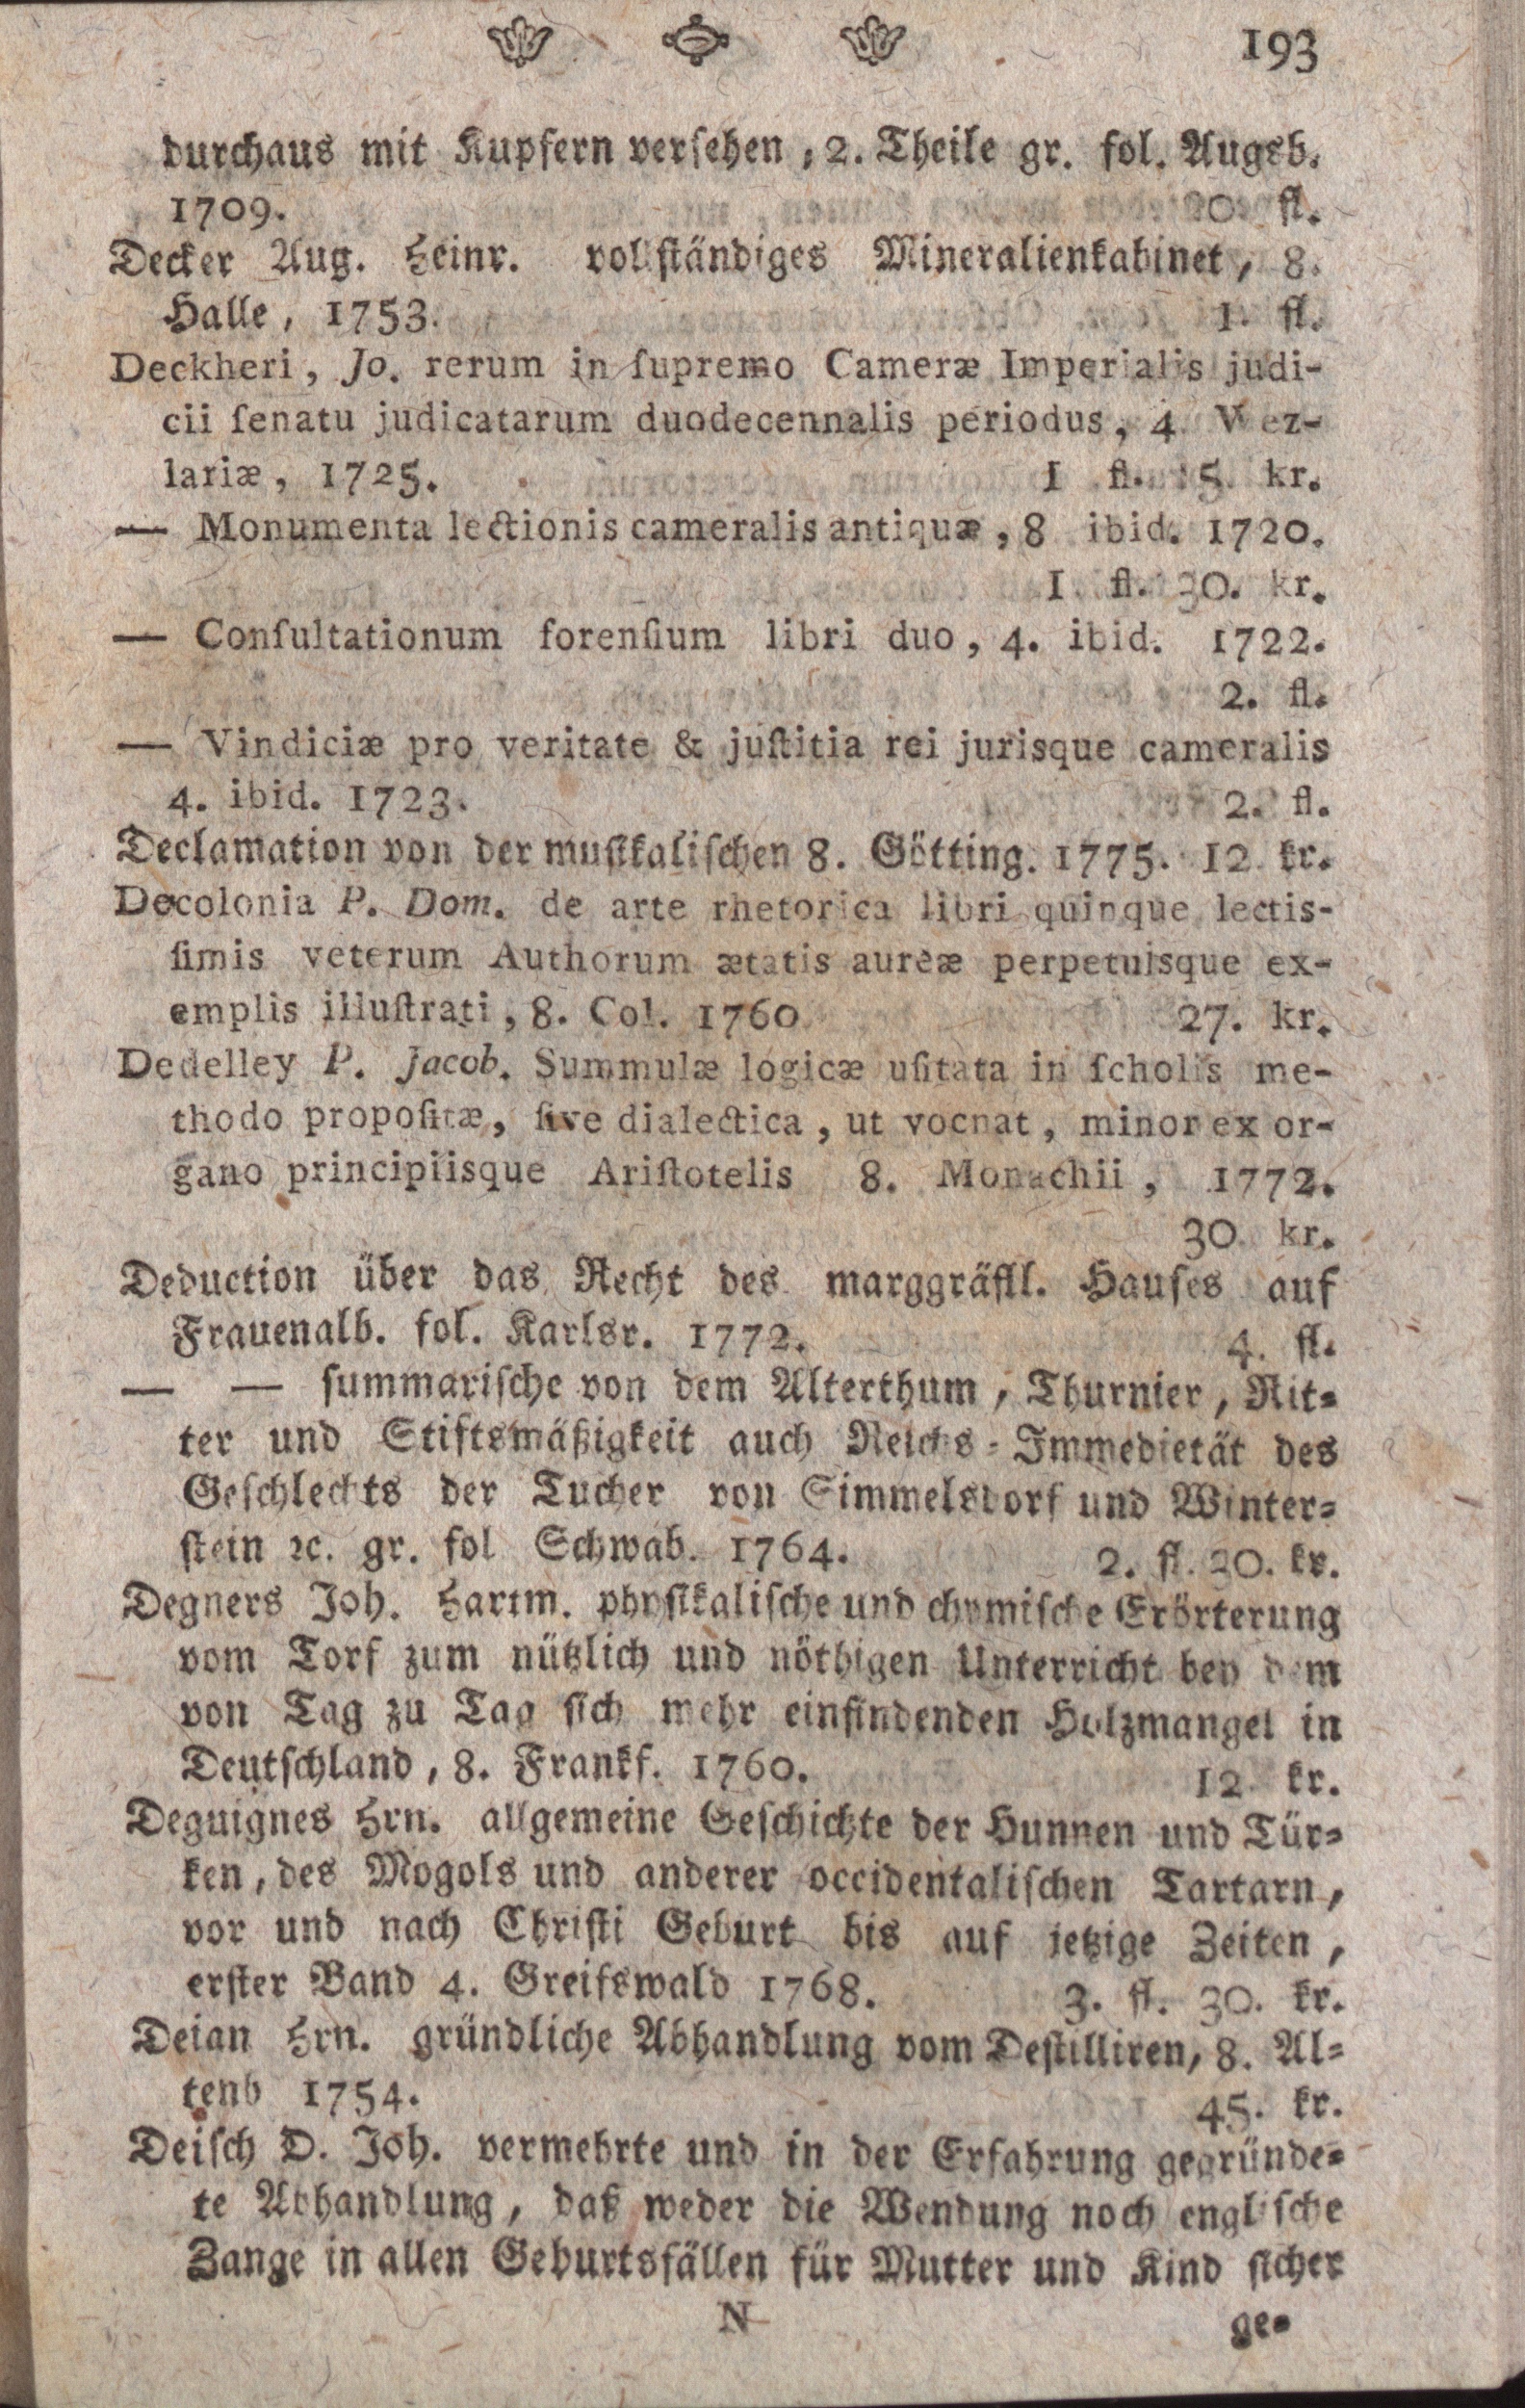 193
durchaus mit Kupfern versehen, 2. Theile gr. fol. Augsb.
1709. 20. fl.
Decker Aug. Heinr. vollständiges Mineralienkabinet, 8.
Halle, 1753. 1. fl.
Deckheri, Jo. rerum in ſupremo Cameræ Imperialis judi-
cii ſenatu judicatarum duodecennalis periodus, 4. Wez-
lariæ, 1725. 1 fl. 15. kr.
— Monumenta lectionis cameralis antiquæ, 8 ibid. 1720.
1 fl. 30. kr.
— Conſultationum forenſium libri duo, 4. ibid. 1722.
2. fl.
— Vindiciæ pro veritate & juſtitia rei jurisque cameralis
4. ibid. 1723. 2. fl.
Declamation von der muſikaliſchen 8. Götting. 1775. 12 kr.
Decolonia P. Dom. de arte rhetorica libri quinque lectis-
ſimis veterum Authorum ætatis aureæ perpetuisque ex-
emplis illuſtrati, 8. Col. 1760 27. kr.
Dedelley P. Jacob. Summulæ logicæ uſitata in ſcholis me-
thodo propoſitæ, ſive dialectica, ut vocnat, minor ex or-
gano principiisque Ariſtotelis 8. Monachii, 1772.
30 kr.
Deduction über das Recht des marggräfll. Hauſes auf
Frauenalb. fol. Karlsr. 1772. 4. fl.
— — ſummariſche von dem Alterthum, Thurnier, Rit-
ter und Stiftsmäßigkeit auch Reichs-Immedietät des
Geſchlechts der Tucher von Simmelsdorf und Winter-
ſtein ꝛc. gr. fol Schwab. 1764. 2. fl. 20. kr.
Degners Joh. Hartm. phyſikaliſche und chymiſche Erörterung
vom Torf zum nützlich und nöthigen Unterricht bey dem
von Tag zu Tag ſich mehr einfindenden Holzmangel in
Deutſchland, 8. Frankf. 1760. 12 kr.
Deguignes Hrn. allgemeine Geſchichte der Hunnen und Tür-
ken, des Mogols und anderer occidentaliſchen Tartarn,
vor und nach Chriſti Geburt bis auf jetzige Zeiten,
erſter Band 4. Greifswald 1768. 3. fl. 30. kr.
Deian Hrn. gründliche Abhandlung vom Deſtilliren, 8. Al-
tenb 1754. 45. kr.
Deiſch D. Joh. vermehrte und in der Erfahrung gegründe-
te Abhandlung, daß weder die Wendung noch engliſche
Zange in allen Geburtsfällen für Mutter und Kind ſicher
N ge-